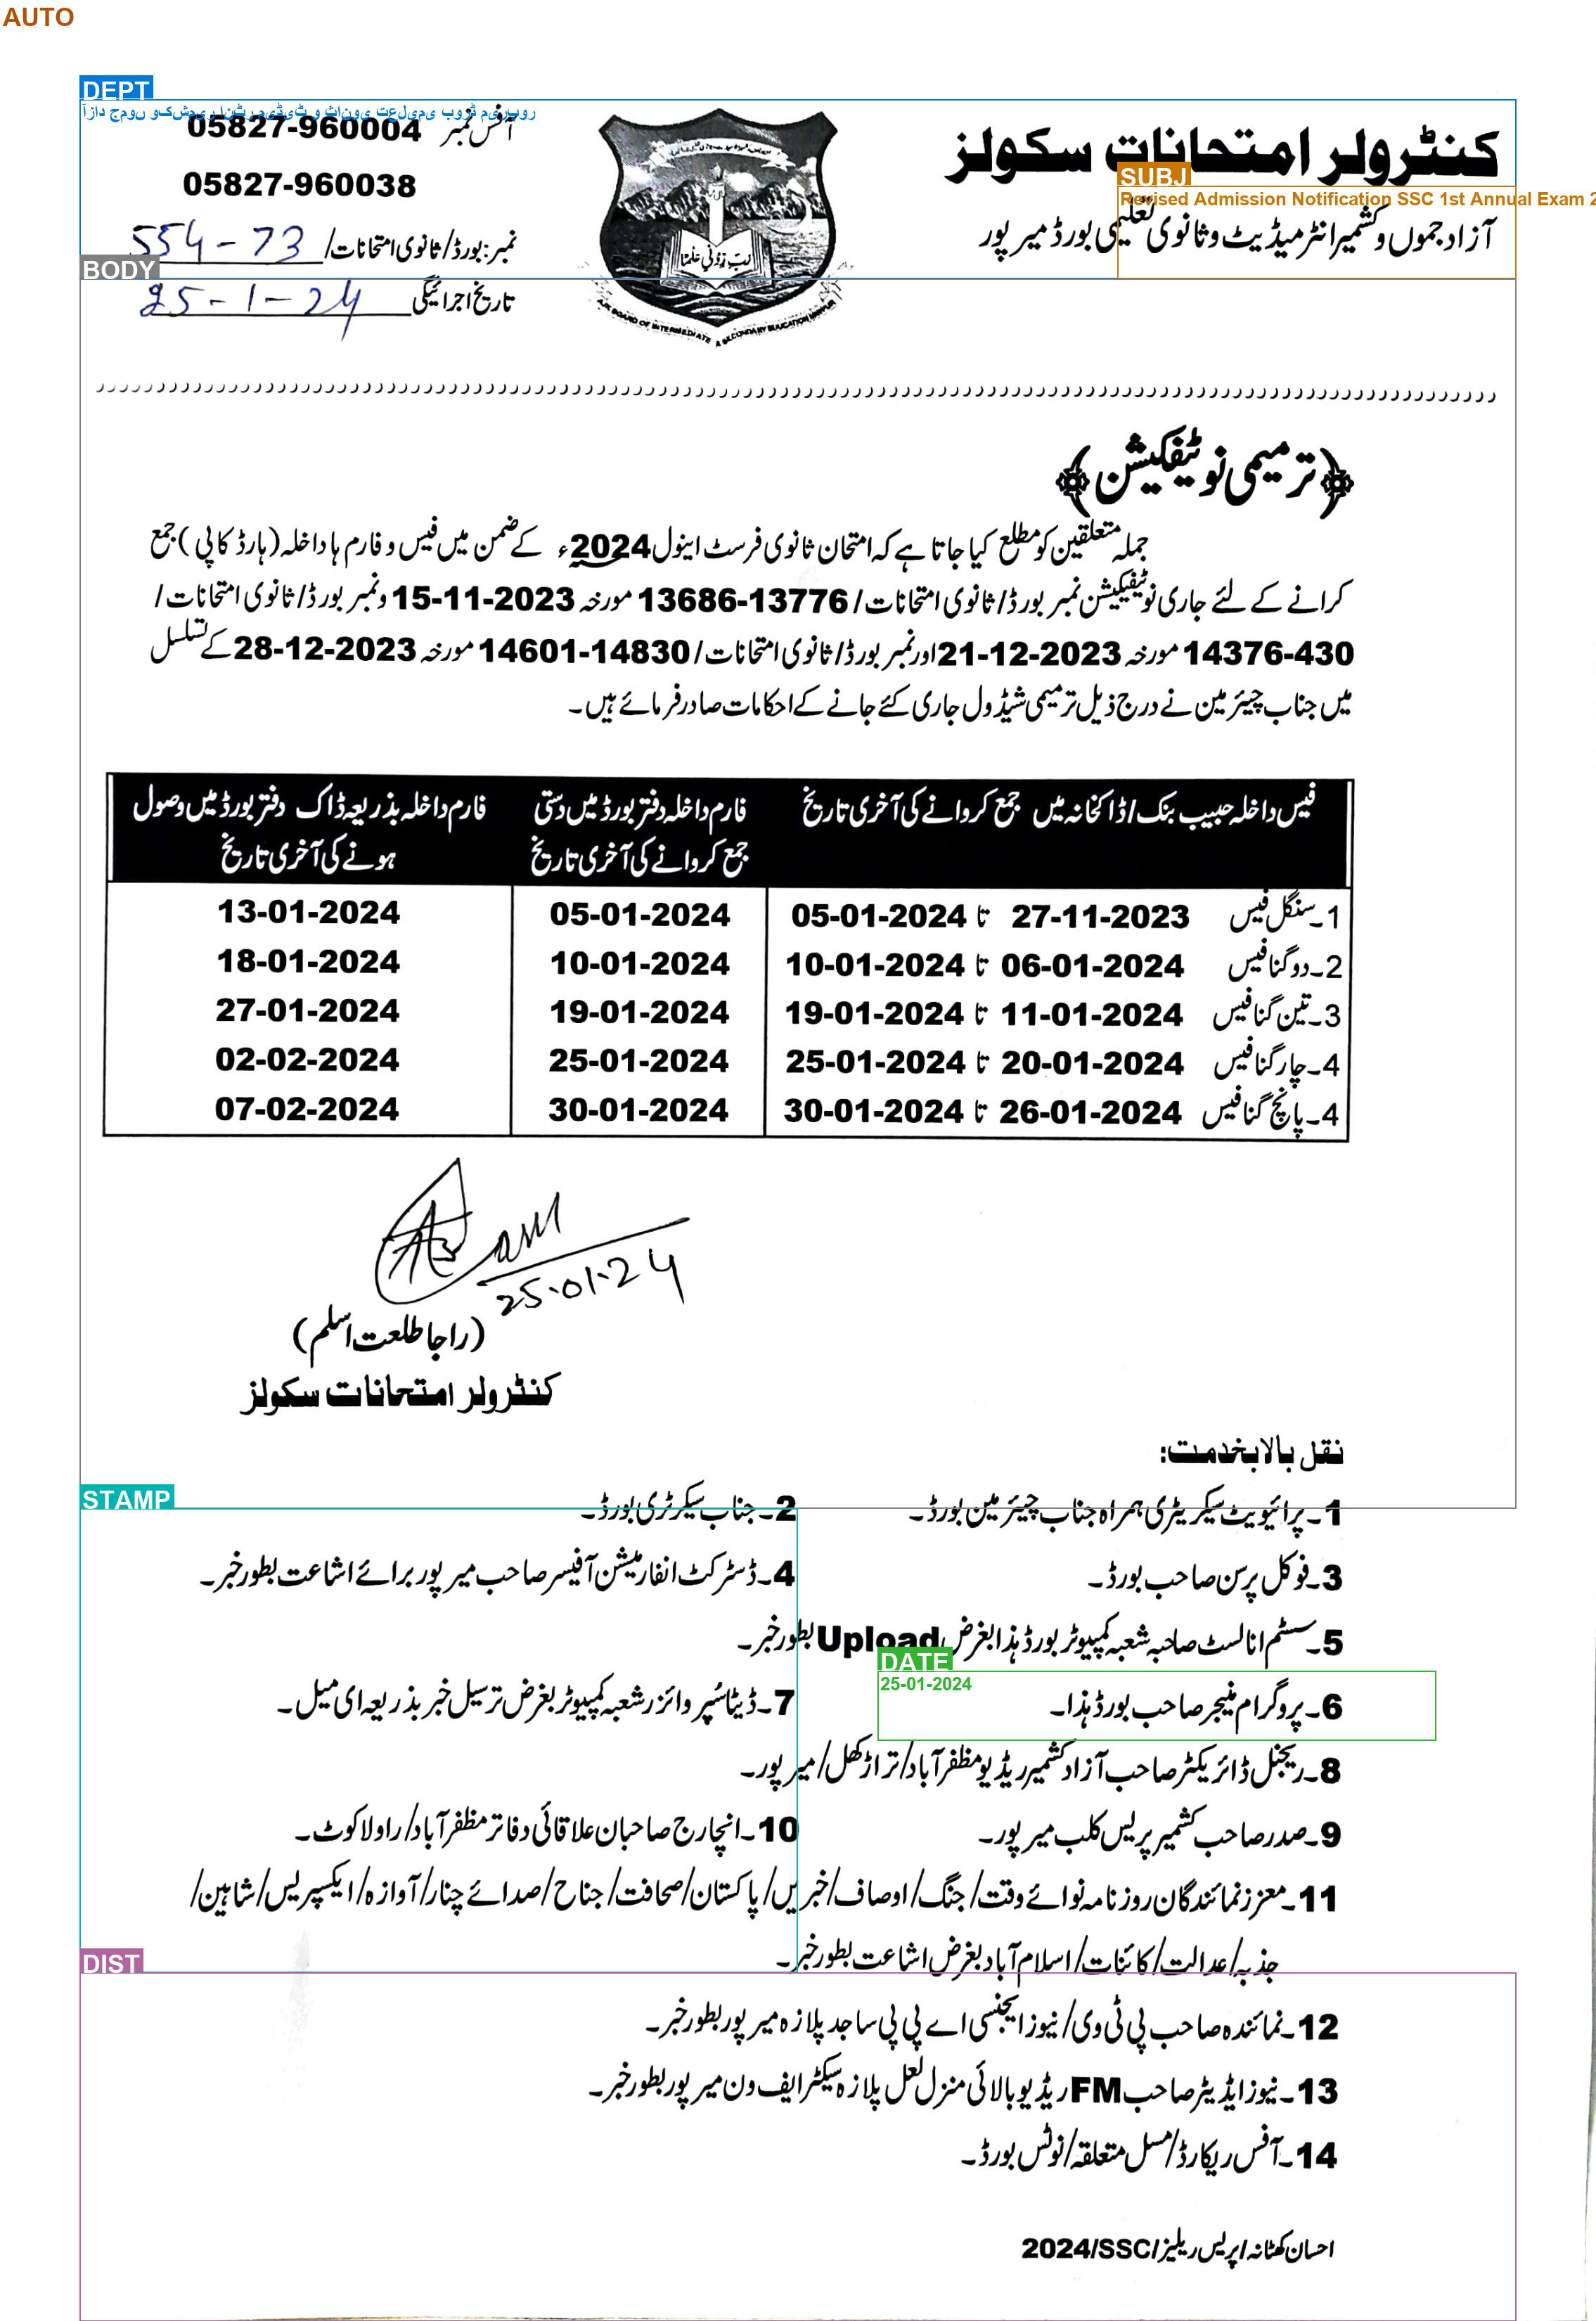 AUTO
DEPT
آزاد جموں وکشمیر انٹرمیڈیٹ و ثانوی تعلیمی بورڈ میرپور
کنٹرولر امتحانات سکولز
آفس نمبر 05827-960004
SUBJ
Revised Admission Notification SSC 1st Annual Exam 2
05827-960038
آزاد جموں وکشمیر انٹرمیڈیٹ و ثانوی تعلیمی بورڈ میرپور
نمبر: بورڈ/ثانوی امتحانات/ 554-73
BODY
تاریخ اجرائیگی 25-1-24
رَبِّ زِدْنِي عِلْمًا
AJK BOARD OF INTERMEDIATE & SECONDARY EDUCATION MIRPUR
﴿ترمیمی نوٹیفکیشن﴾
جملہ متعلقین کو مطلع کیا جاتا ہے کہ امتحان ثانوی فرسٹ اینول 2024ء کے ضمن میں فیس و فارم ہا داخلہ (ہارڈ کاپی) جمع
کرانے کے لئے جاری نوٹیفکیشن نمبر بورڈ/ثانوی امتحانات/13686-13776 مورخہ 15-11-2023 و نمبر بورڈ/ثانوی امتحانات/
14376-430 مورخہ 21-12-2023 اور نمبر بورڈ/ثانوی امتحانات/14601-14830 مورخہ 28-12-2023 کے تسلسل
میں جناب چیئرمین نے درج ذیل ترمیمی شیڈول جاری کئے جانے کے احکامات صادر فرمائے ہیں۔
فیس داخلہ حبیب بنک/ڈاکخانہ میں جمع کروانے کی آخری تاریخ فارم داخلہ دفتر بورڈ میں دستی جمع کروانے کی آخری تاریخ فارم داخلہ بذریعہ ڈاک دفتر بورڈ میں وصول ہونے کی آخری تاریخ
1۔سنگل فیس 27-11-2023 تا 05-01-2024 05-01-2024 13-01-2024
2۔دوگنا فیس 06-01-2024 تا 10-01-2024 10-01-2024 18-01-2024
3۔تین گنا فیس 11-01-2024 تا 19-01-2024 19-01-2024 27-01-2024
4۔چار گنا فیس 20-01-2024 تا 25-01-2024 25-01-2024 02-02-2024
4۔پانچ گنا فیس 26-01-2024 تا 30-01-2024 30-01-2024 07-02-2024
25.01.24
(راجا طلعت اسلم)
کنٹرولر امتحانات سکولز
نقل بالا بخدمت:
STAMP
1۔پرائیویٹ سیکریٹری ہمراہ جناب چیئرمین بورڈ۔ 2۔جناب سیکرٹری بورڈ۔
3۔فوکل پرسن صاحب بورڈ۔ 4۔ڈسٹرکٹ انفارمیشن آفیسر صاحب میرپور برائے اشاعت بطور خبر۔
5۔سسٹم انالسٹ صاحبہ شعبہ کمپیوٹر بورڈ ہذا بغرض Upload بطور خبر۔
DATE
25-01-2024
6۔پروگرام منیجر صاحب بورڈ ہذا۔ 7۔ڈیٹا سپروائزر شعبہ کمپیوٹر بغرض ترسیل خبر بذریعہ ای میل۔
8۔ریجنل ڈائریکٹر صاحب آزاد کشمیر ریڈیو مظفرآباد/تراڑکھل/میرپور۔
9۔صدر صاحب کشمیر پریس کلب میرپور۔ 10۔انچارج صاحبان علاقائی دفاتر مظفرآباد/راولاکوٹ۔
11۔معزز نمائندگان روزنامہ نوائے وقت/جنگ/اوصاف/خبریں/پاکستان/صحافت/جناح/صدائے چنار/آوازہ/ایکسپریس/شاہین/
جذبہ/عدالت/کائنات/اسلام آباد بغرض اشاعت بطور خبر۔
DIST
12۔نمائندہ صاحب پی ٹی وی/نیوز ایجنسی اے پی پی ساجد پلازہ میرپور بطور خبر۔
13۔نیوز ایڈیٹر صاحب FM ریڈیو بالائی منزل لعل پلازہ سیکٹر ایف ون میرپور بطور خبر۔
14۔آفس ریکارڈ/مسل متعلقہ/نوٹس بورڈ۔
احسان کھٹانہ/پریس ریلیز/2024/SSC